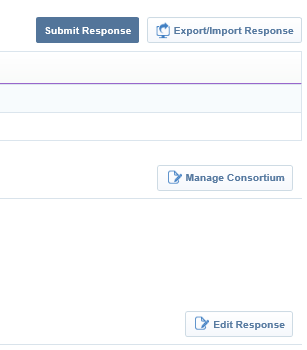 Submit Response Export/Import Response
Manage Consortium
Edit Response